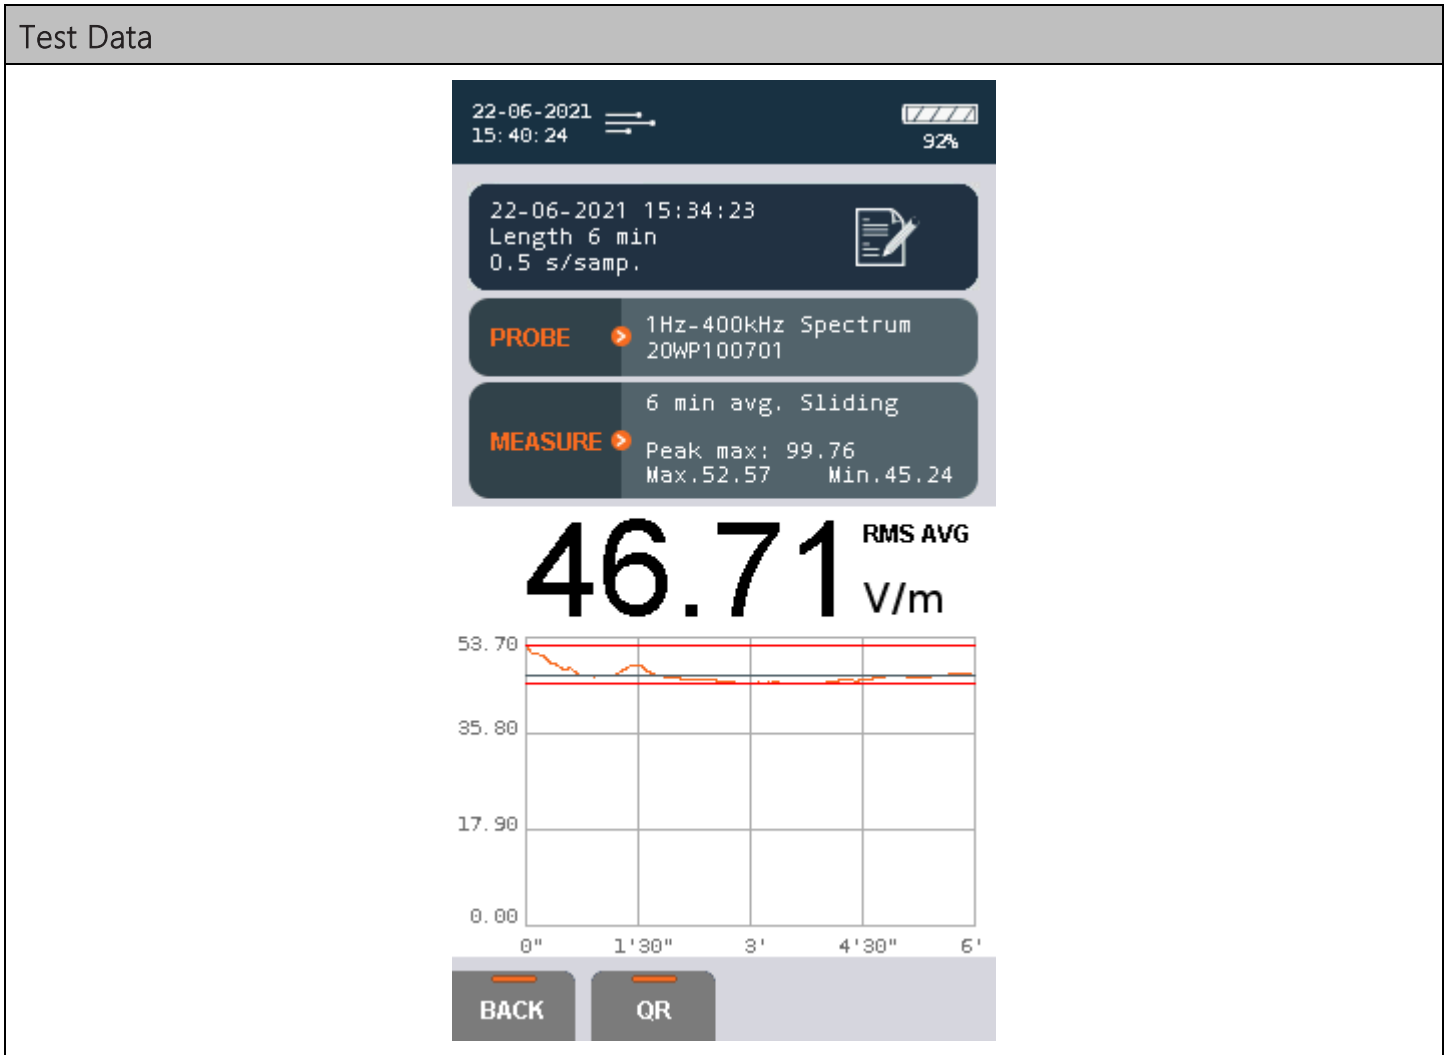 Test Data
22-06-2021
15:40:24
92%
22-06-2021 15:34:23
Length 6 min
0.5 s/samp.
PROBE
1Hz-400kHz Spectrum
20WP100701
MEASURE
6 min avg. Sliding
Peak max: 99.76
Max.52.57 Min.45.24
46.71 RMS AVG
V/m
53.70
35.80
17.90
0.00
0" 1'30" 3' 4'30" 6'
BACK QR